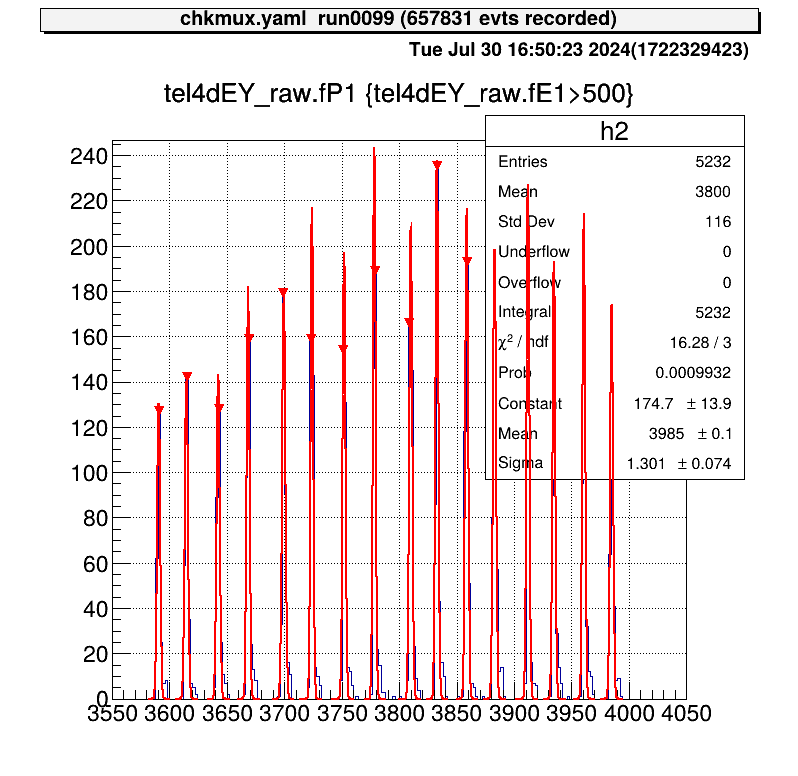 chkmux.yaml run0099 (657831 evts recorded)
Tue Jul 30 16:50:23 2024(1722329423)
tel4dEY_raw.fP1 {tel4dEY_raw.fE1>500}
h2
Entries 5232
Mean 3800
Std Dev 116
Underflow 0
Overflow 0
Integral 5232
χ² / ndf 16.28 / 3
Prob 0.0009932
Constant 174.7 ± 13.9
Mean 3985 ± 0.1
Sigma 1.301 ± 0.074
240
220
200
180
160
140
120
100
80
60
40
20
0
3550 3600 3650 3700 3750 3800 3850 3900 3950 4000 4050